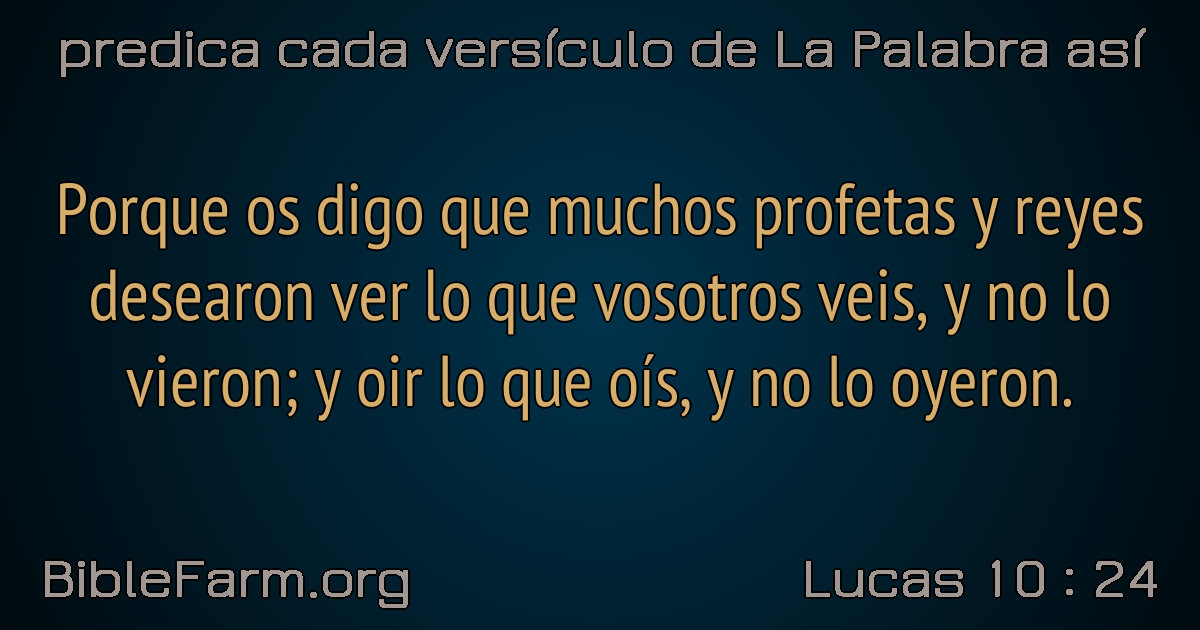 predica cada versículo de La Palabra así
Porque os digo que muchos profetas y reyes
desearon ver lo que vosotros veis, y no lo
vieron; y oir lo que oís, y no lo oyeron.
BibleFarm.org
Lucas 10 : 24